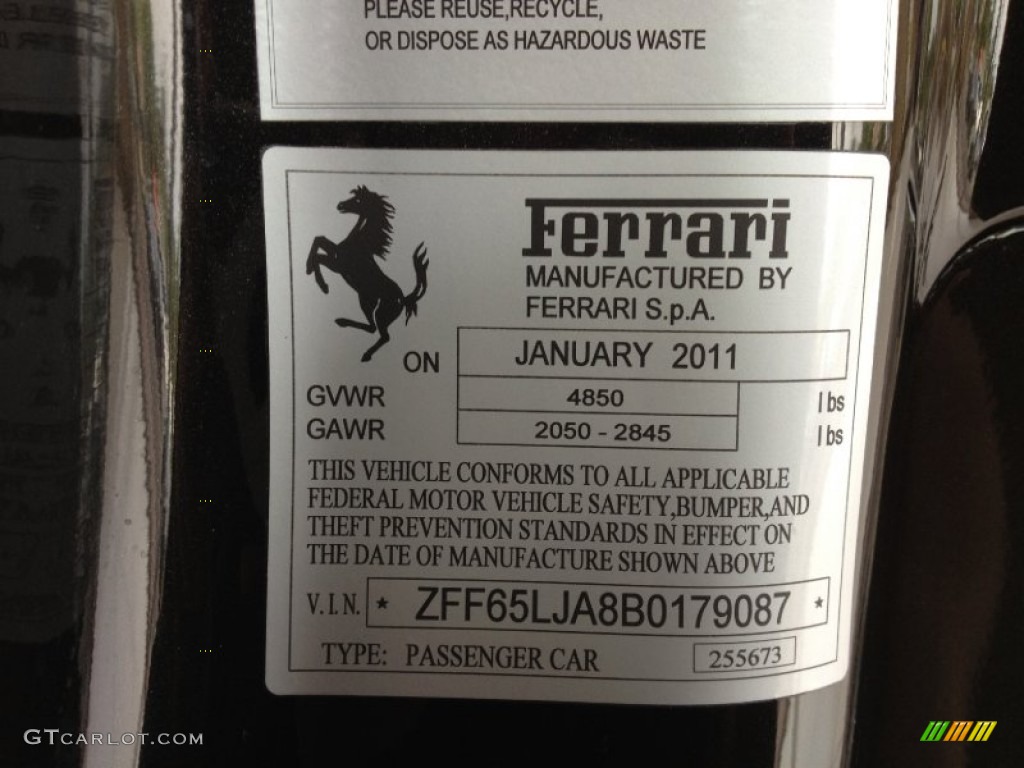 PLEASE REUSE,RECYCLE,
OR DISPOSE AS HAZARDOUS WASTE
Ferrari
MANUFACTURED BY
FERRARI S.p.A.
ON JANUARY 2011
GVWR 4850 lbs
GAWR 2050 - 2845 lbs
THIS VEHICLE CONFORMS TO ALL APPLICABLE
FEDERAL MOTOR VEHICLE SAFETY,BUMPER,AND
THEFT PREVENTION STANDARDS IN EFFECT ON
THE DATE OF MANUFACTURE SHOWN ABOVE
V.I.N. * ZFF65LJA8B0179087 *
TYPE: PASSENGER CAR 255673
GTCARLOT.COM